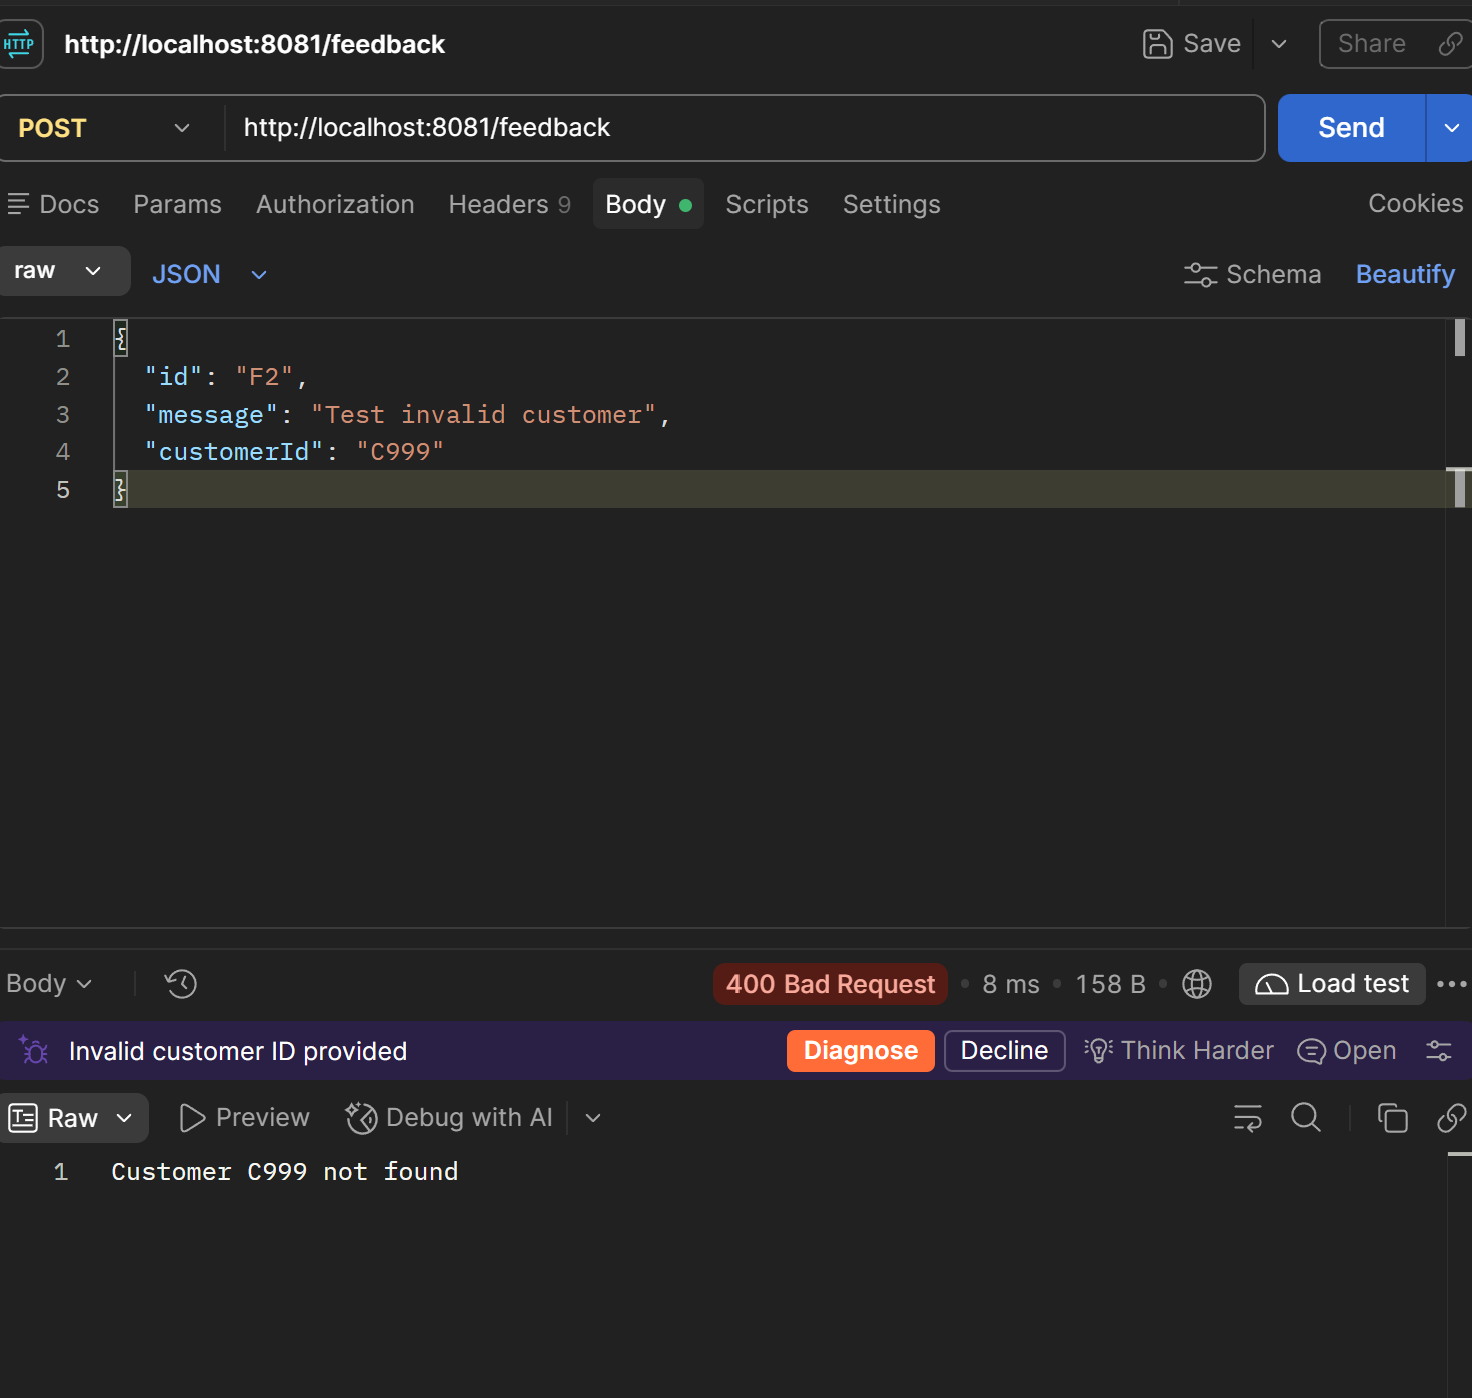 HTTP http://localhost:8081/feedback Save Share
POST http://localhost:8081/feedback Send
Docs Params Authorization Headers 9 Body Scripts Settings Cookies
raw JSON Schema Beautify
1 {
2 "id": "F2",
3 "message": "Test invalid customer",
4 "customerId": "C999"
5 }
Body 400 Bad Request • 8 ms • 158 B • Load test
Invalid customer ID provided Diagnose Decline Think Harder Open
Raw Preview Debug with AI
1 Customer C999 not found